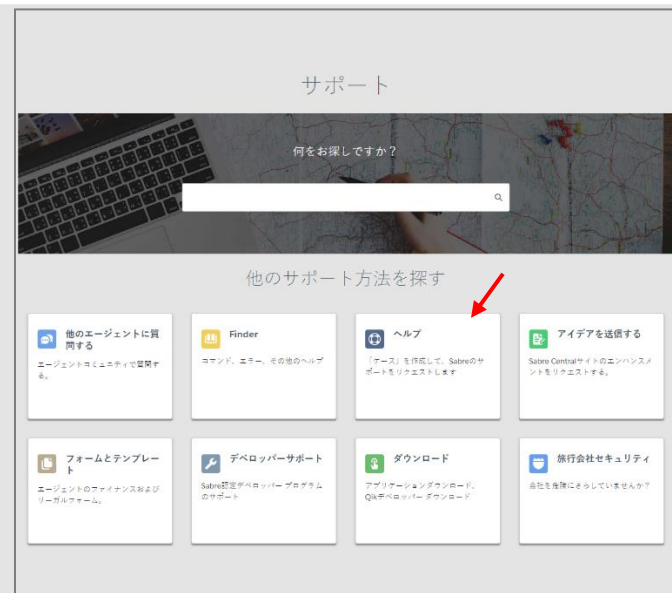 サポート
何をお探しですか？
他のサポート方法を探す
他のエージェントに質
問する
エージェントコミュニティで質問す
る。
Finder
コマンド、エラー、その他のヘルプ
ヘルプ
「ケース」を作成して、Sabreのサ
ポートをリクエストします
アイデアを送信する
Sabre Centralサイトのエンハンスメ
ントをリクエストする。
フォームとテンプレー
ト
エージェントのファイナンスおよび
リーガルフォーム。
デベロッパーサポート
Sabre認定デベロッパー プログラム
のサポート
ダウンロード
アプリケーションダウンロード、
Qikデベロッパー ダウンロード
旅行会社セキュリティ
会社を危険にさらしていませんか？